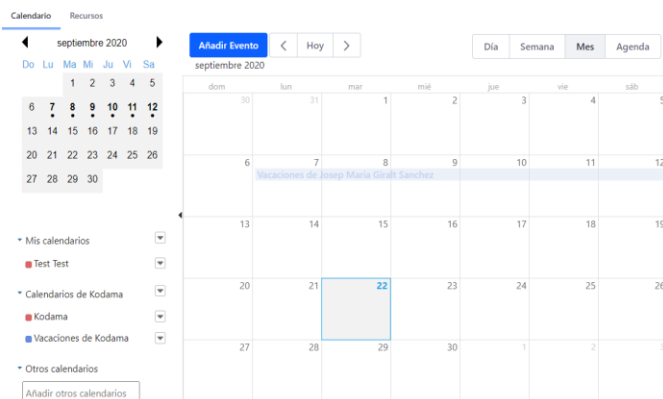 Calendario Recursos
septiembre 2020
Do Lu Ma Mi Ju Vi Sa
1 2 3 4 5
6 7 8 9 10 11 12
13 14 15 16 17 18 19
20 21 22 23 24 25 26
27 28 29 30
Mis calendarios
Test Test
Calendarios de Kodama
Kodama
Vacaciones de Kodama
Otros calendarios
Añadir otros calendarios
Añadir Evento Hoy Día Semana Mes Agenda
septiembre 2020
dom lun mar mié jue vie sáb
30 31 1 2 3 4 5
6 7 8 9 10 11 12
Vacaciones de Josep Maria Giralt Sanchez
13 14 15 16 17 18 19
20 21 22 23 24 25 26
27 28 29 30 1 2